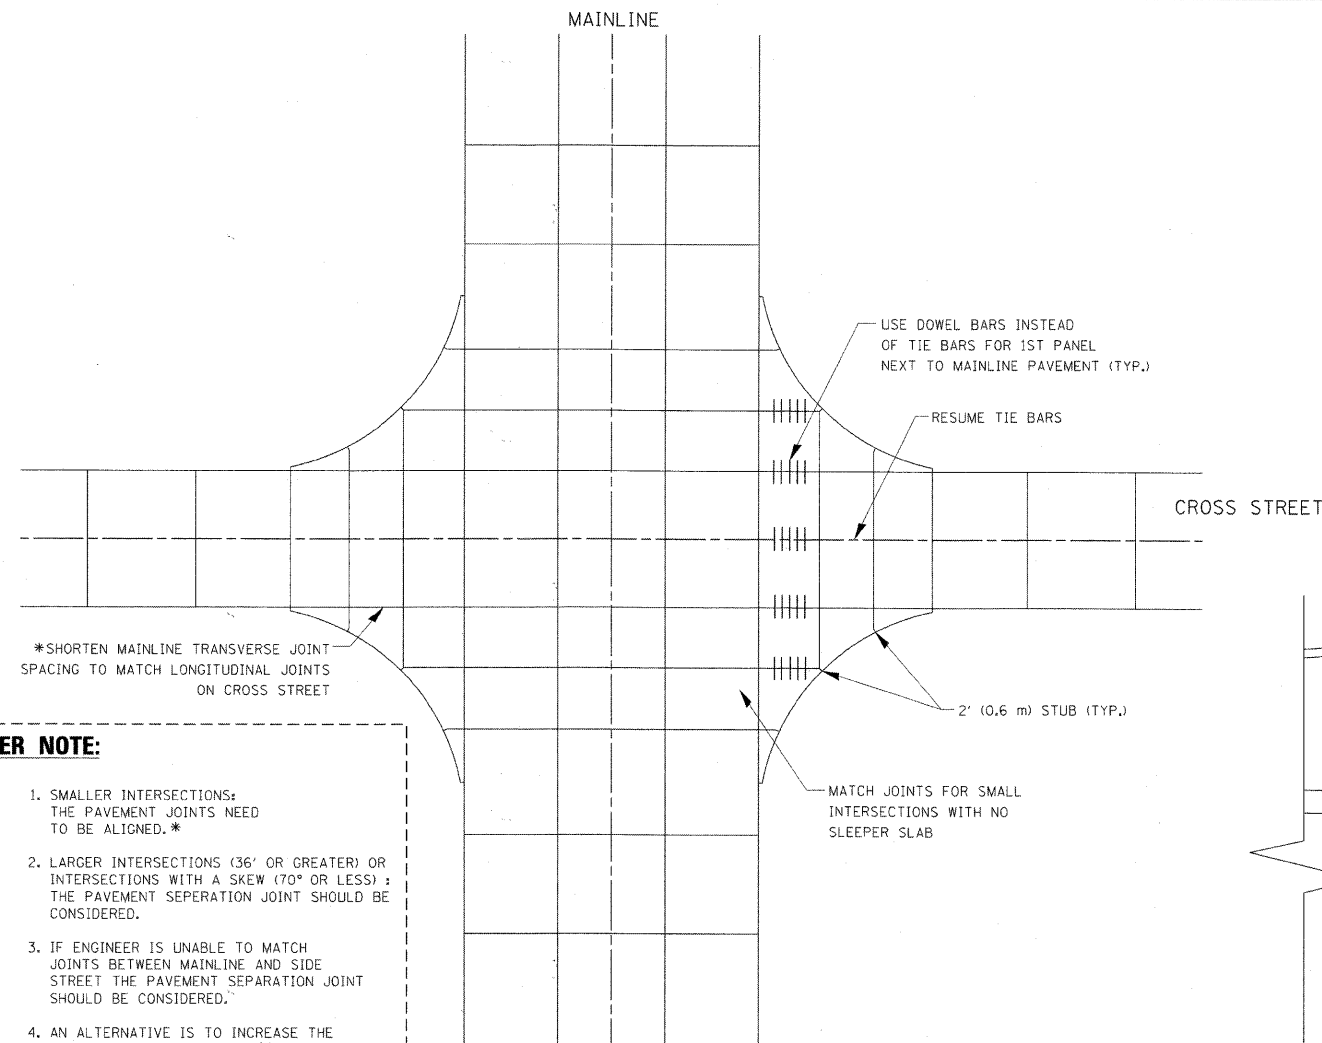 MAINLINE
USE DOWEL BARS INSTEAD
OF TIE BARS FOR 1ST PANEL
NEXT TO MAINLINE PAVEMENT (TYP.)
RESUME TIE BARS
CROSS STREET
*SHORTEN MAINLINE TRANSVERSE JOINT
SPACING TO MATCH LONGITUDINAL JOINTS
ON CROSS STREET
2' (0.6 m) STUB (TYP.)
MATCH JOINTS FOR SMALL
INTERSECTIONS WITH NO
SLEEPER SLAB
ER NOTE:
1. SMALLER INTERSECTIONS:
THE PAVEMENT JOINTS NEED
TO BE ALIGNED.*
2. LARGER INTERSECTIONS (36' OR GREATER) OR
INTERSECTIONS WITH A SKEW (70° OR LESS) :
THE PAVEMENT SEPERATION JOINT SHOULD BE
CONSIDERED.
3. IF ENGINEER IS UNABLE TO MATCH
JOINTS BETWEEN MAINLINE AND SIDE
STREET THE PAVEMENT SEPARATION JOINT
SHOULD BE CONSIDERED.
4. AN ALTERNATIVE IS TO INCREASE THE